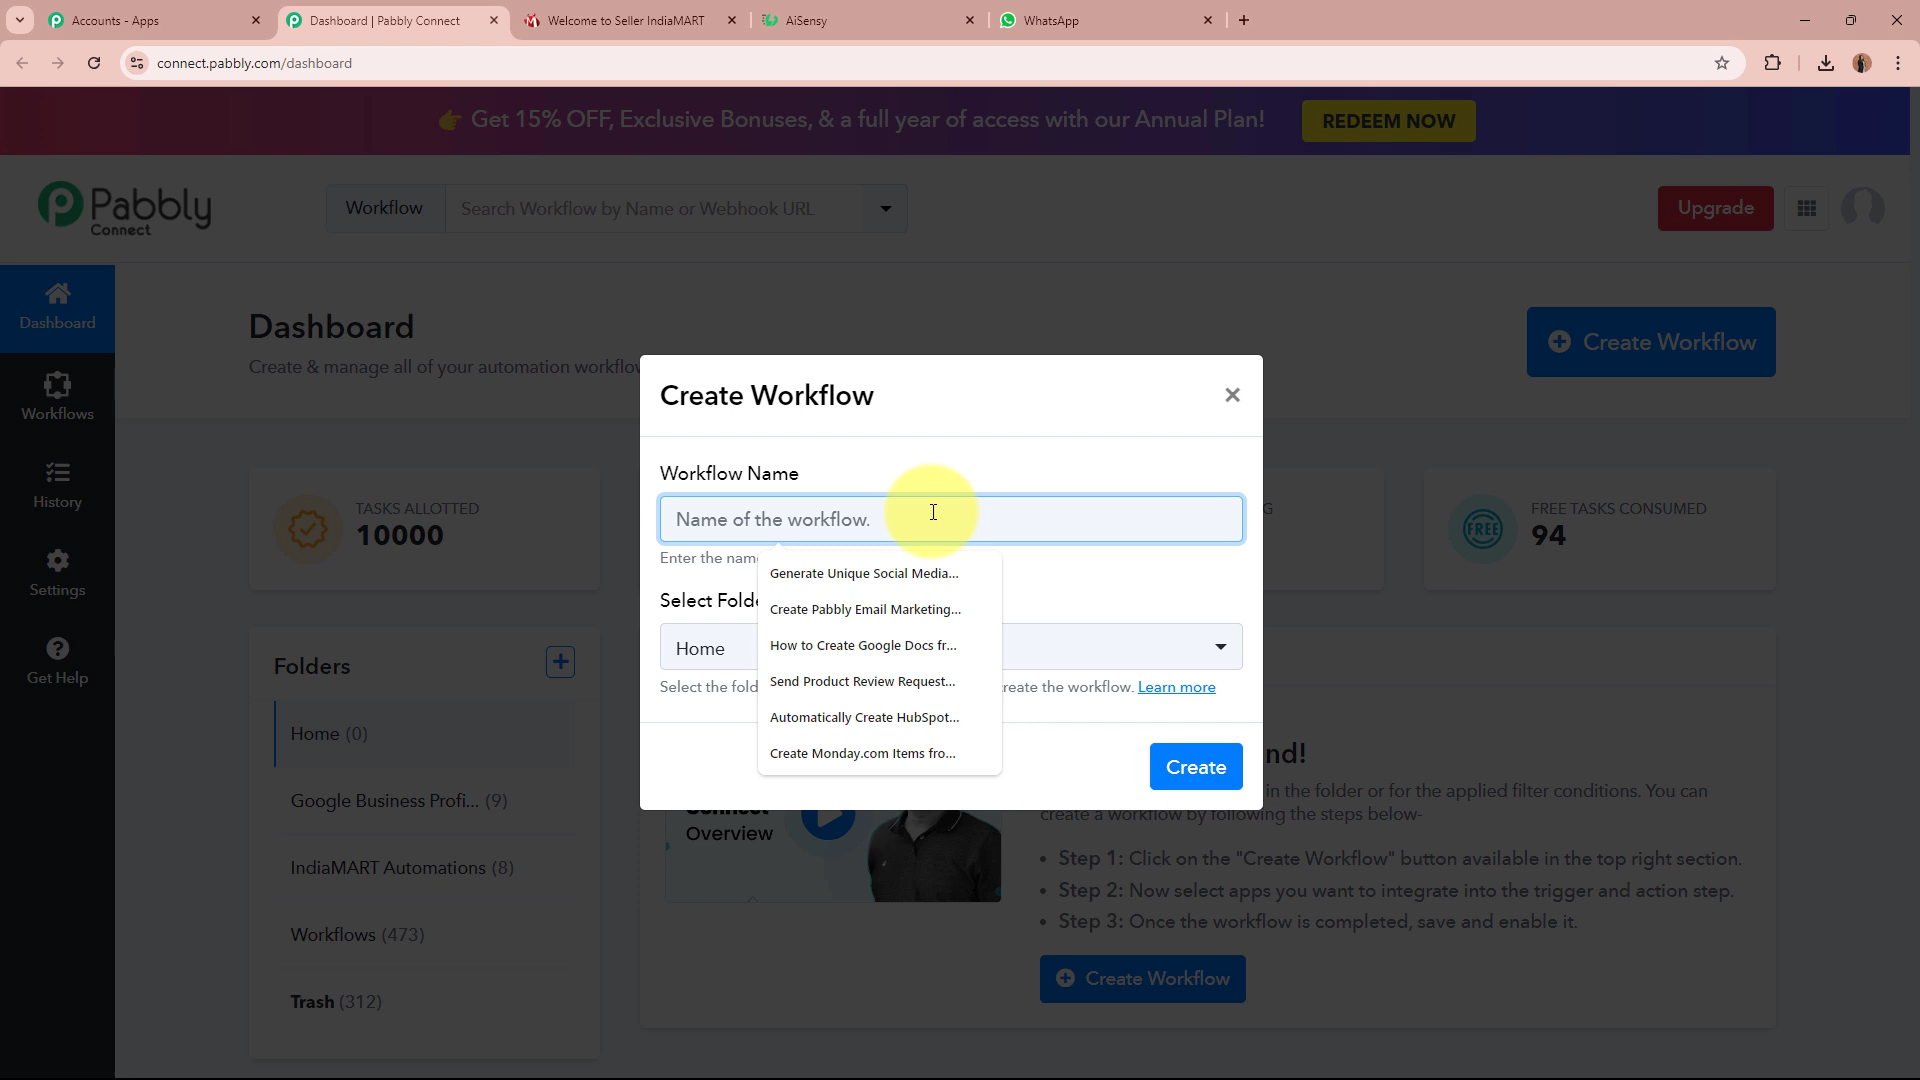 Accounts - Apps
Dashboard | Pabbly Connect
Welcome to Seller IndiaMART
AiSensy
WhatsApp
connect.pabbly.com/dashboard
👉 Get 15% OFF, Exclusive Bonuses, & a full year of access with our Annual Plan!
REDEEM NOW
Pabbly
Connect
Workflow
Search Workflow by Name or Webhook URL
Upgrade
Dashboard
Workflows
History
Settings
Get Help
Dashboard
Create & manage all of your automation workflo
Create Workflow
TASKS ALLOTTED
10000
G
FREE TASKS CONSUMED
FREE
94
Folders
Home (0)
Google Business Profi... (9)
IndiaMART Automations (8)
Workflows (473)
Trash (312)
Create Workflow
Workflow Name
Name of the workflow.
Enter the nam
Generate Unique Social Media...
Create Pabbly Email Marketing...
How to Create Google Docs fr...
Send Product Review Request...
Automatically Create HubSpot...
Create Monday.com Items fro...
Select Folde
Home
Select the fold
create the workflow. Learn more
Create
Connect
Overview
nd!
in the folder or for the applied filter conditions. You can
create a workflow by following the steps below-
• Step 1: Click on the "Create Workflow" button available in the top right section.
• Step 2: Now select apps you want to integrate into the trigger and action step.
• Step 3: Once the workflow is completed, save and enable it.
Create Workflow